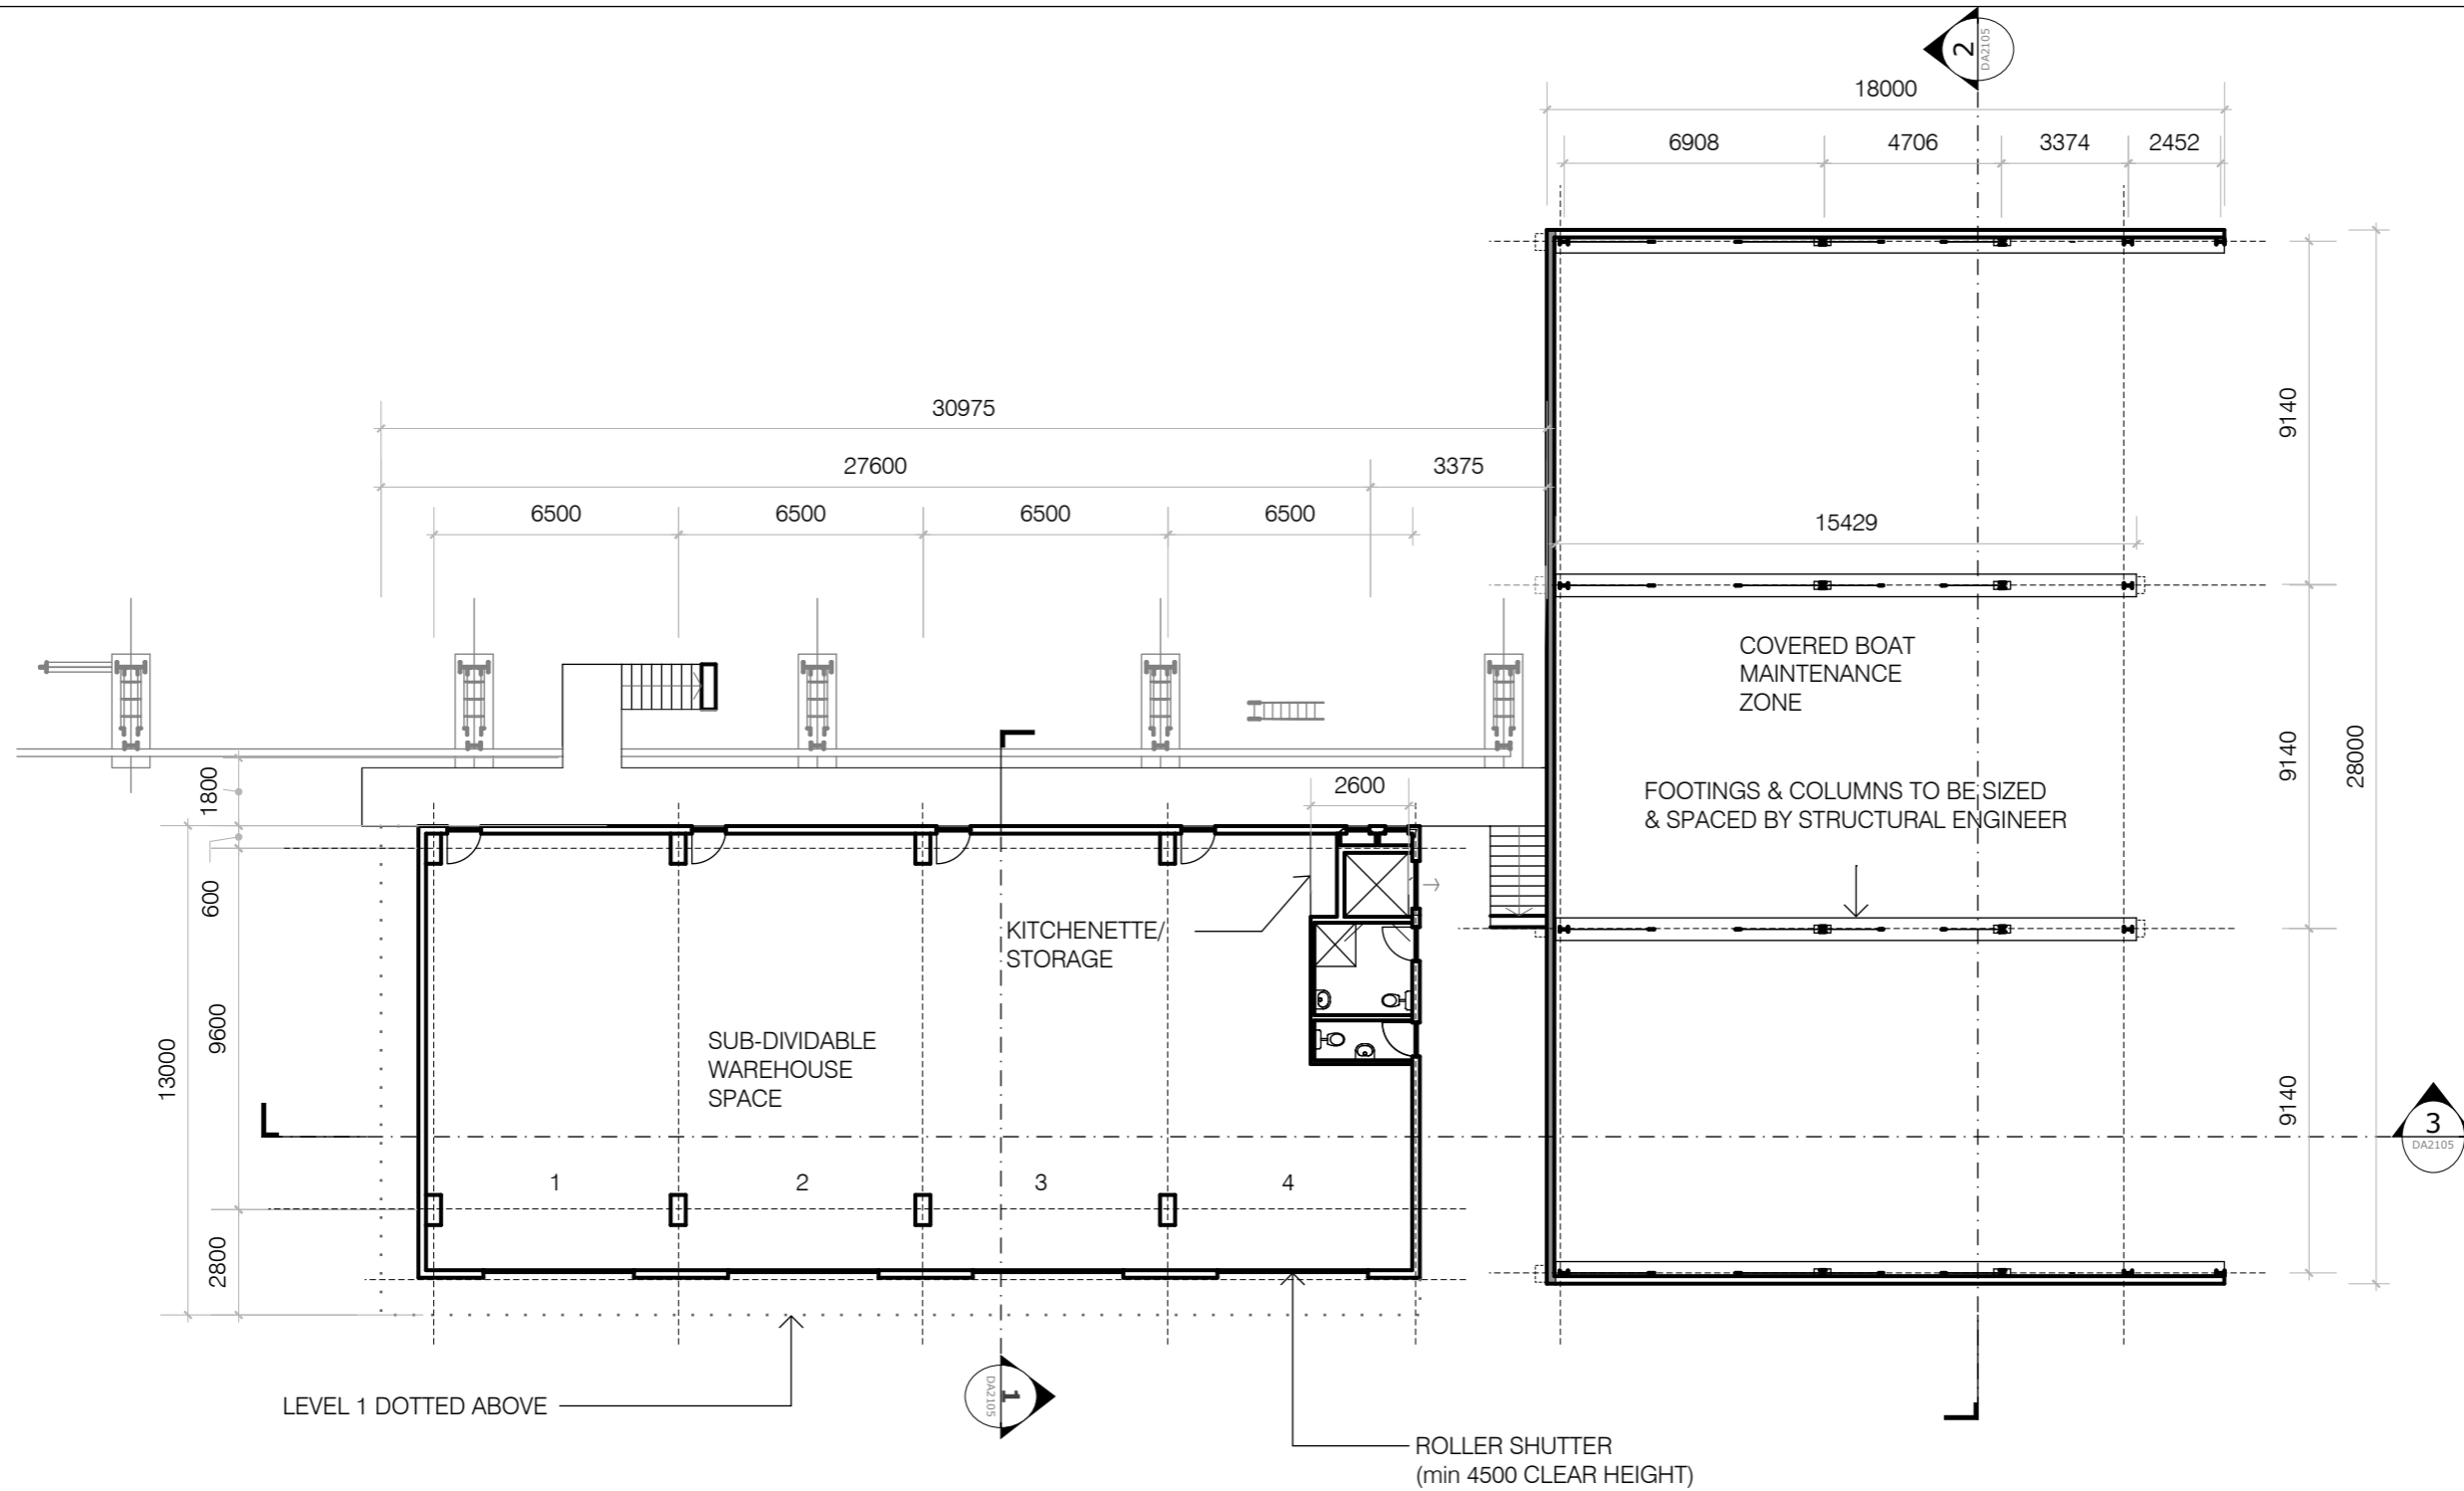 2
DA2105
18000
6908
4706
3374
2452
30975
27600
3375
6500
6500
6500
6500
15429
9140
9140
9140
28000
COVERED BOAT
MAINTENANCE
ZONE
FOOTINGS & COLUMNS TO BE SIZED
& SPACED BY STRUCTURAL ENGINEER
1800
600
9600
2800
13000
2600
KITCHENETTE/
STORAGE
SUB-DIVIDABLE
WAREHOUSE
SPACE
1
2
3
4
3
DA2105
1
DA2105
LEVEL 1 DOTTED ABOVE
ROLLER SHUTTER
(min 4500 CLEAR HEIGHT)